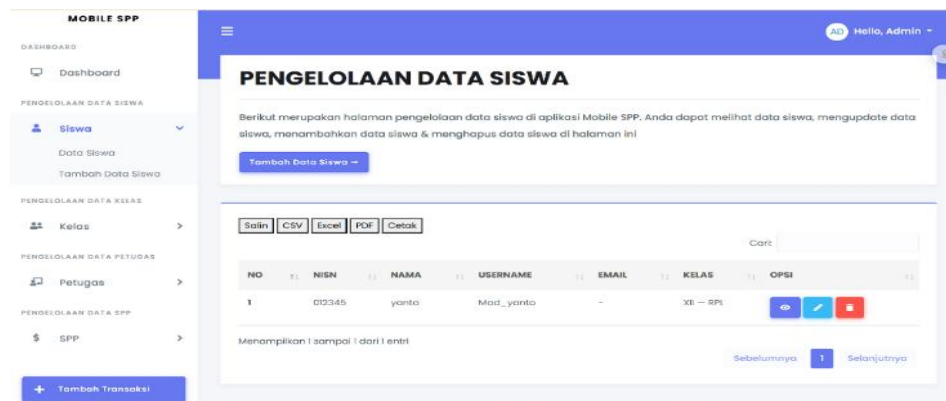 MOBILE SPP
DASHBOARD
Dashboard
PENGELOLAAN DATA SISWA
Siswa
Data Siswa
Tambah Data Siswa
PENGELOLAAN DATA KELAS
Kelas
PENGELOLAAN DATA PETUGAS
Petugas
PENGELOLAAN DATA SPP
$ SPP
+ Tambah Transaksi
AD Hello, Admin
PENGELOLAAN DATA SISWA
Berikut merupakan halaman pengelolaan data siswa di aplikasi Mobile SPP. Anda dapat melihat data siswa, mengupdate data
siswa, menambahkan data siswa & menghapus data siswa di halaman ini
Tambah Data Siswa →
Salin CSV Excel PDF Cetak
Cari:
NO NISN NAMA USERNAME EMAIL KELAS OPSI
1 012345 yanto Mad_yanto - XII — RPL
Menampilkan 1 sampai 1 dari 1 entri
Sebelumnya 1 Selanjutnya